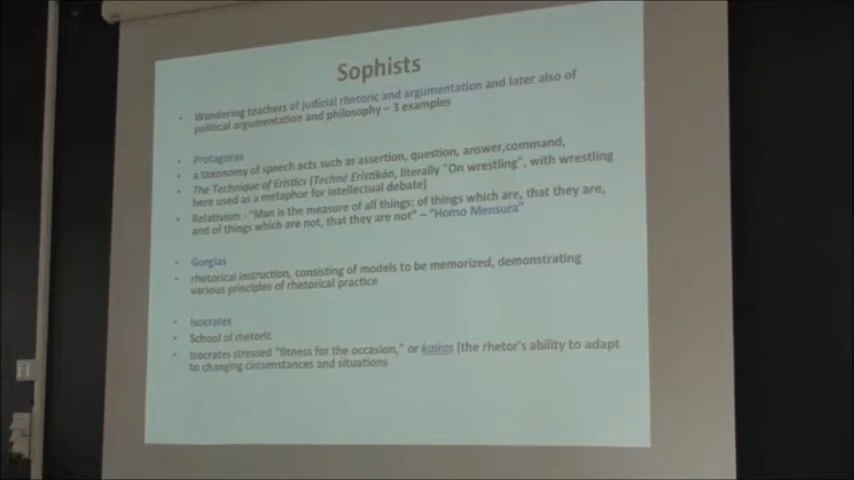 Sophists
• Wandering teachers of judicial rhetoric and argumentation and later also of
political argumentation and philosophy – 3 examples
• Protagoras
• a taxonomy of speech acts such as assertion, question, answer,command,
• The Technique of Eristics (Technē Eristikōn, literally "On wrestling", with wrestling
here used as a metaphor for intellectual debate)
• Relativism - "Man is the measure of all things: of things which are, that they are,
and of things which are not, that they are not" – "Homo Mensura"
• Gorgias
• rhetorical instruction, consisting of models to be memorized, demonstrating
various principles of rhetorical practice
• Isocrates
• School of rhetoric
• Isocrates stressed "fitness for the occasion," or kairos (the rhetor's ability to adapt
to changing circumstances and situations